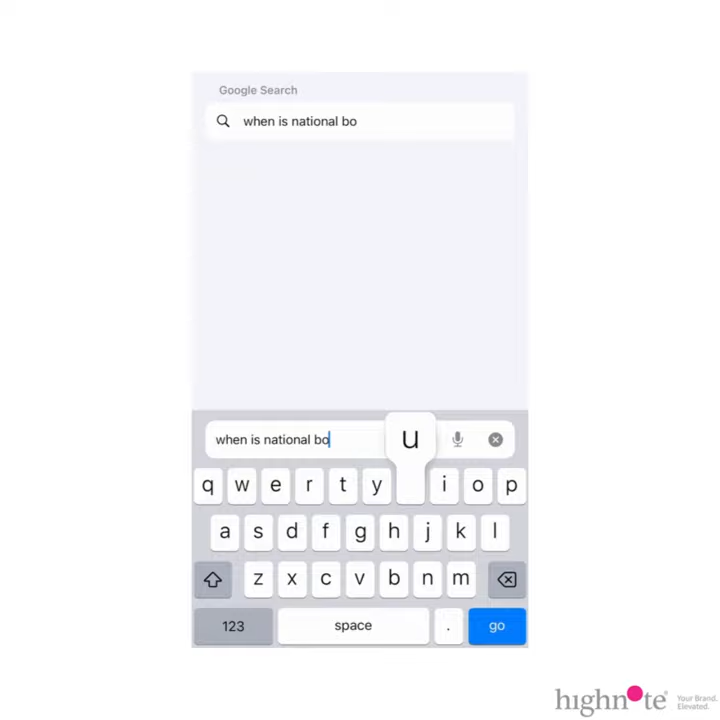 Google Search
when is national bo
when is national bo
u
q w e r t y i o p
a s d f g h j k l
z x c v b n m
123 space . go
highnote® Your Brand.
Elevated.